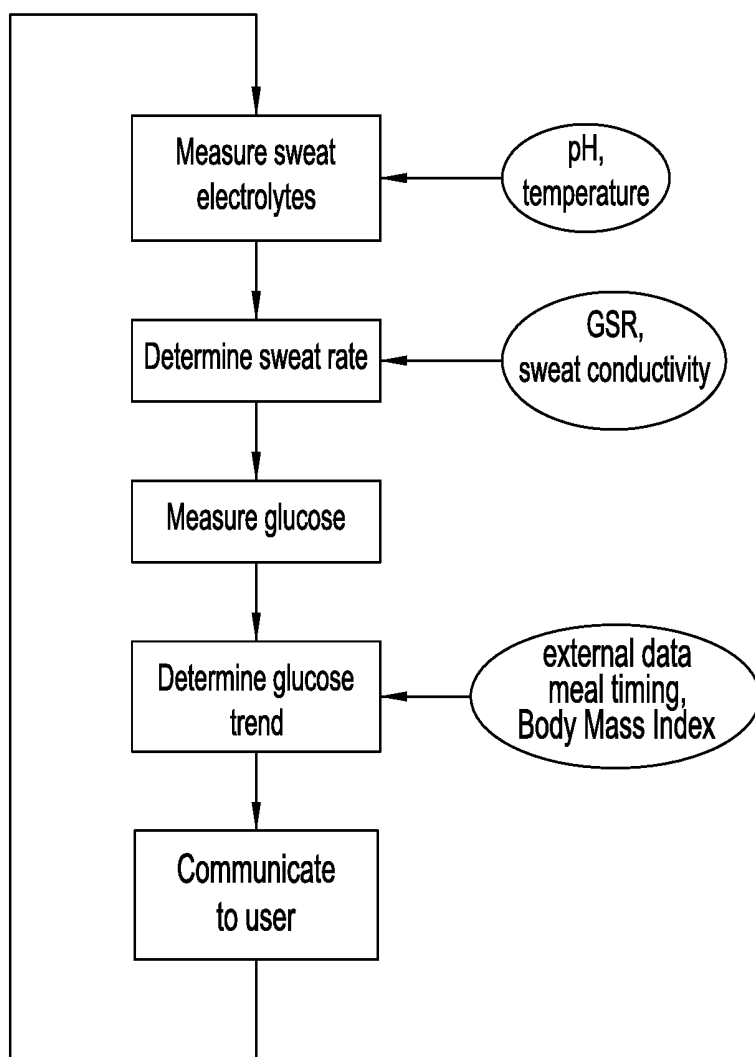 Measure sweat
electrolytes
pH,
temperature
Determine sweat rate
GSR,
sweat conductivity
Measure glucose
Determine glucose
trend
external data
meal timing,
Body Mass Index
Communicate
to user